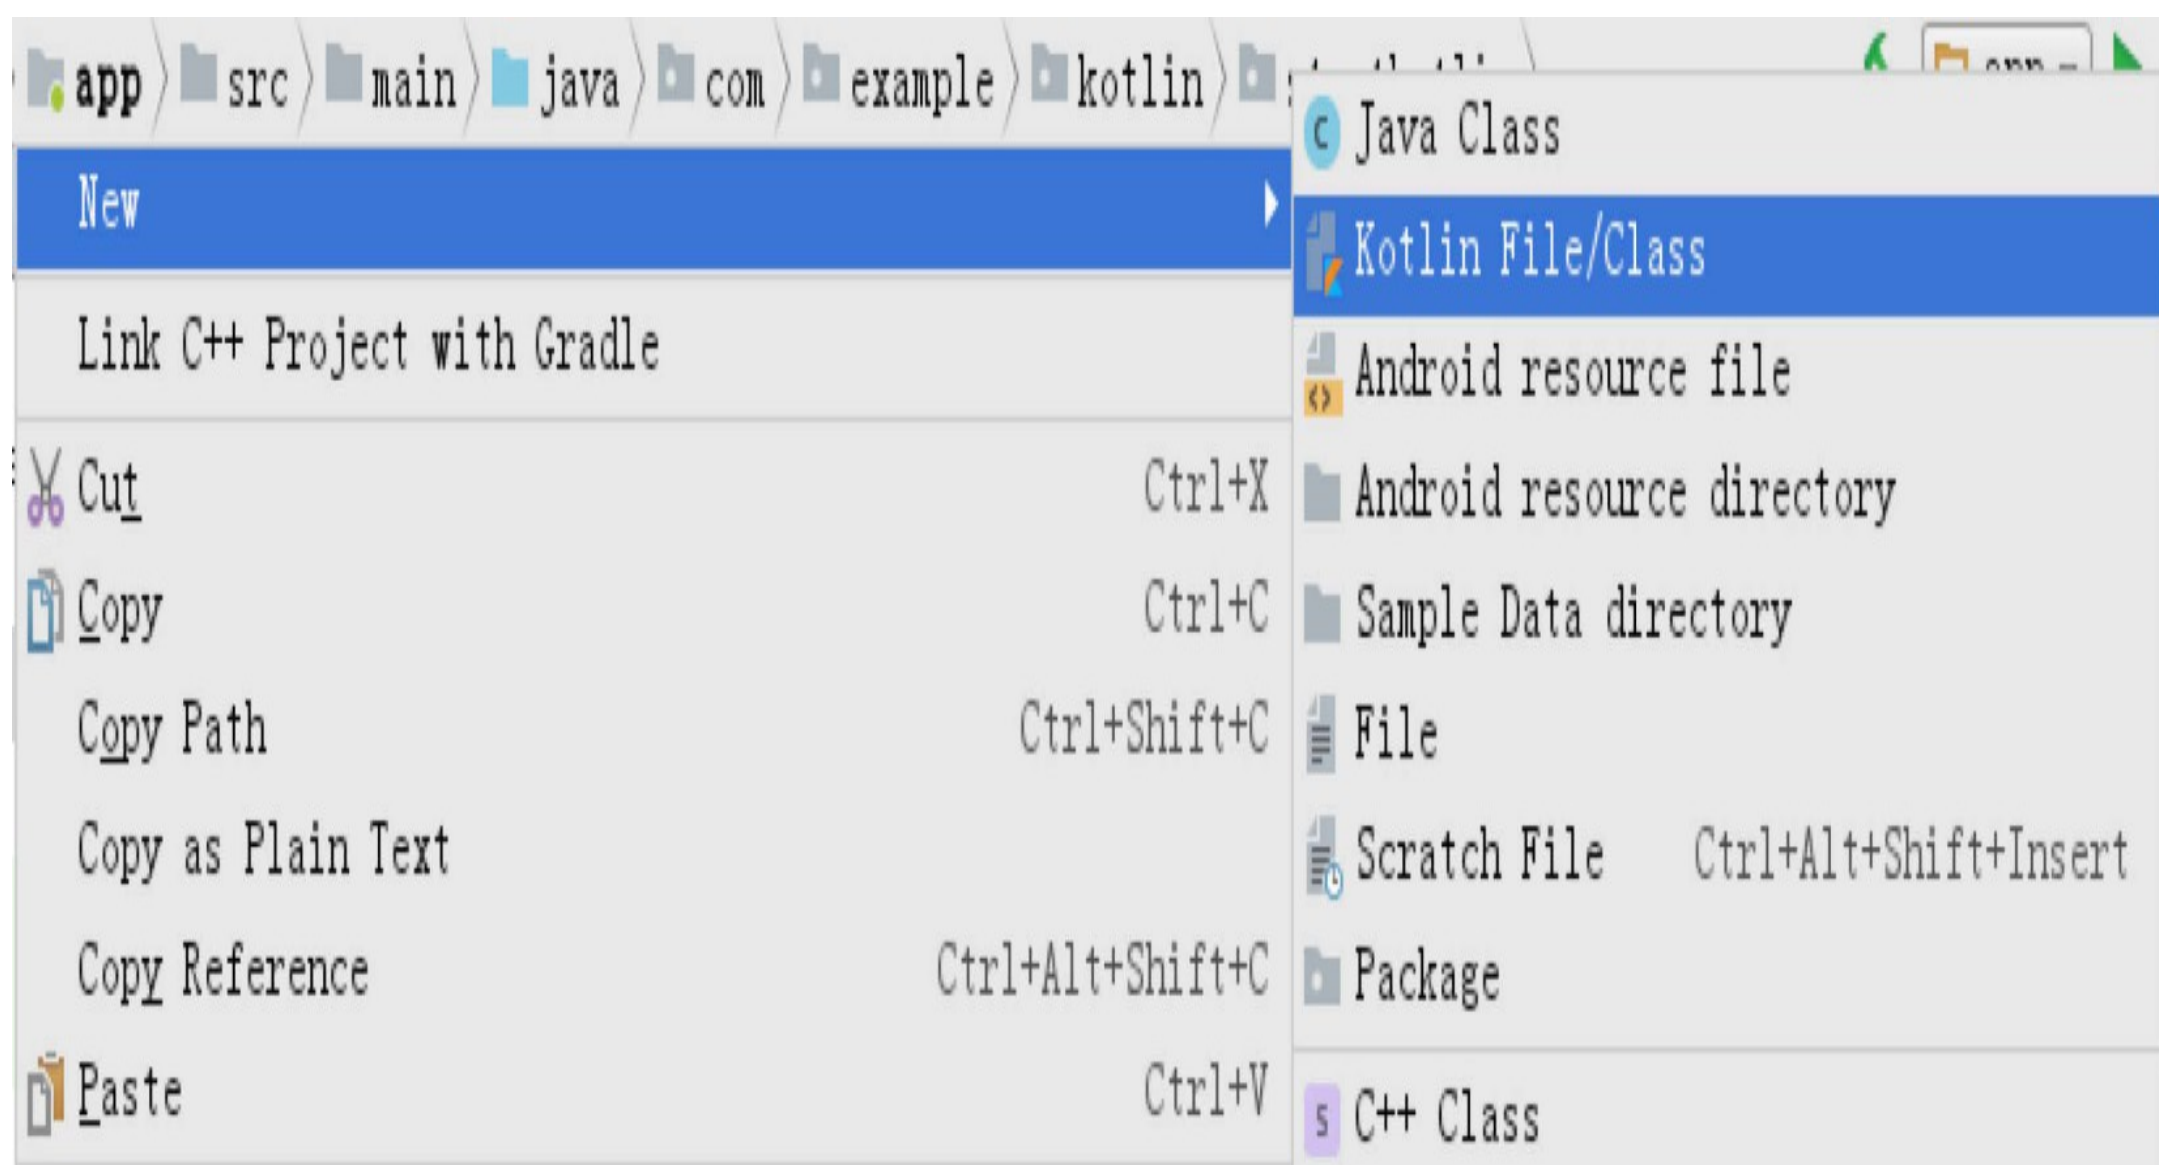 app src main java com example kotlin
New
Link C++ Project with Gradle
Cut Ctrl+X
Copy Ctrl+C
Copy Path Ctrl+Shift+C
Copy as Plain Text
Copy Reference Ctrl+Alt+Shift+C
Paste Ctrl+V
Java Class
Kotlin File/Class
Android resource file
Android resource directory
Sample Data directory
File
Scratch File Ctrl+Alt+Shift+Insert
Package
C++ Class